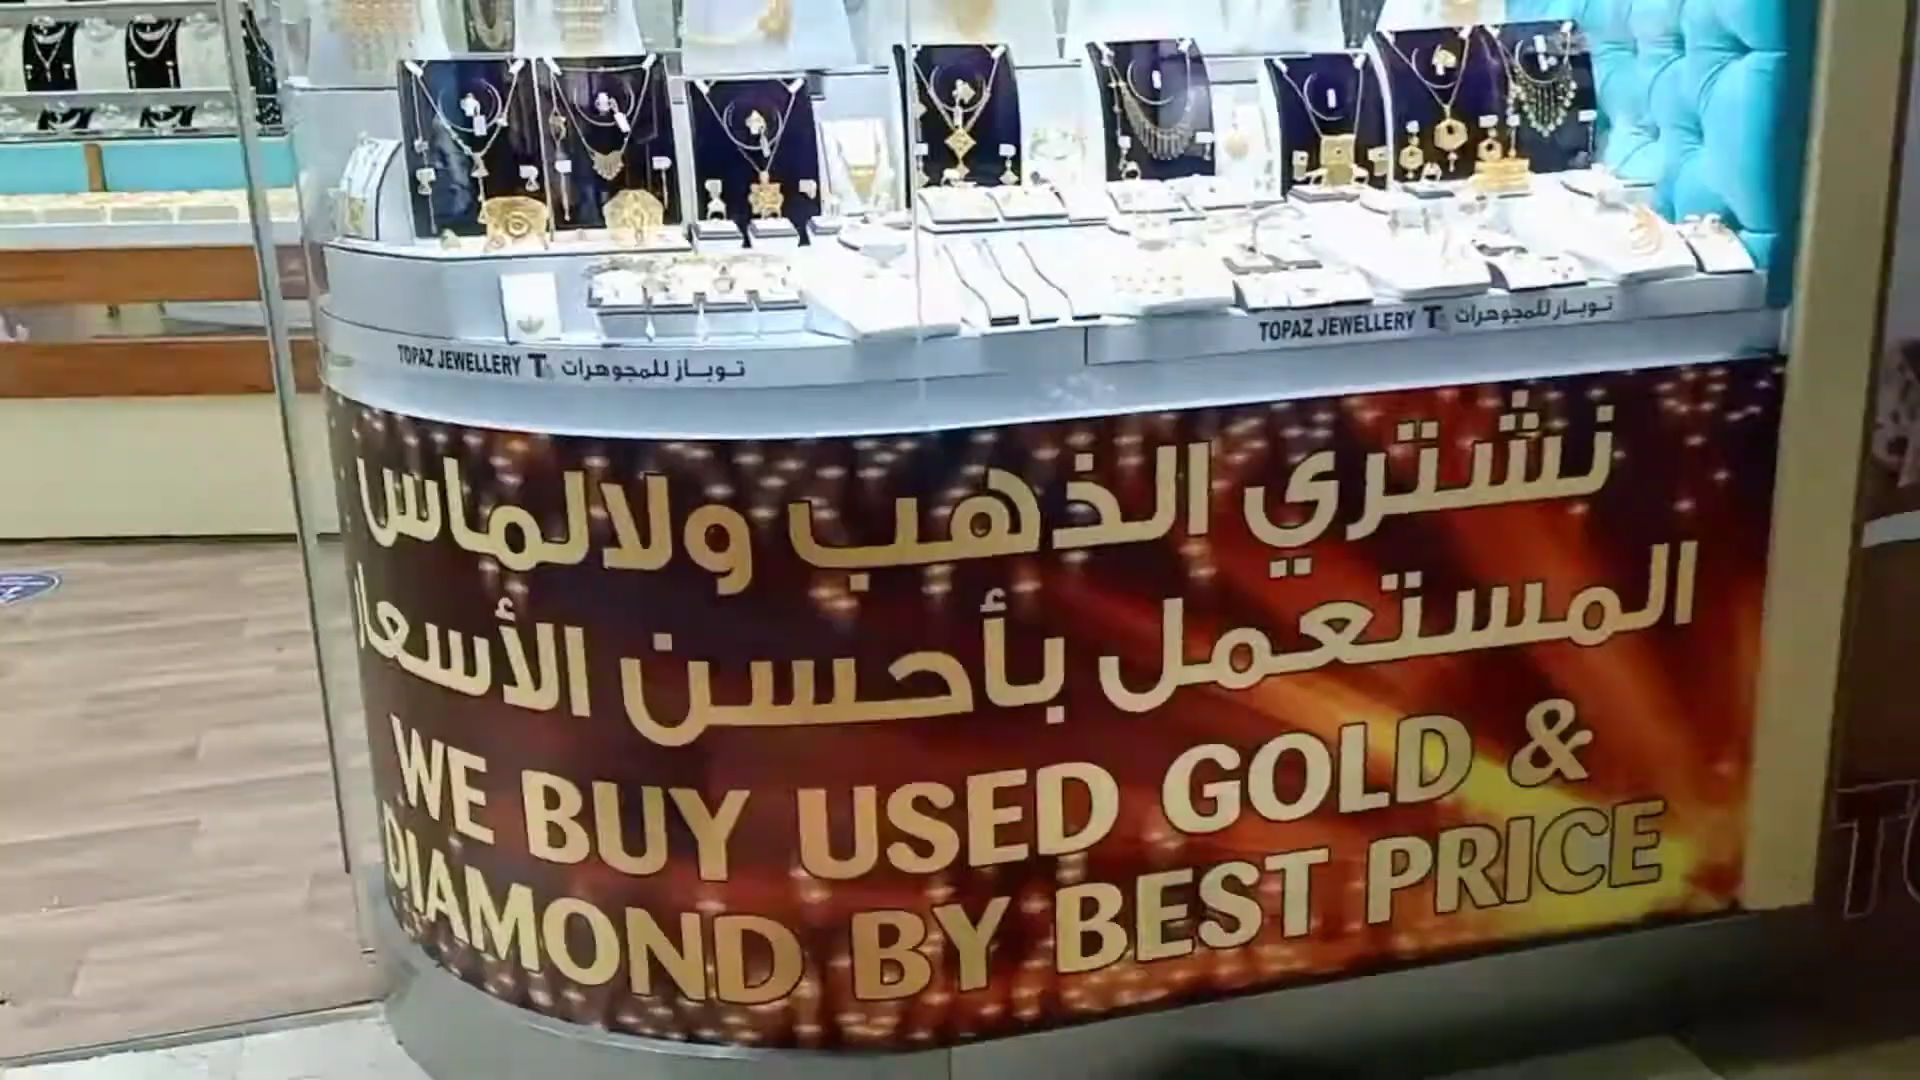 TOPAZ JEWELLERY T توباز للمجوهرات
TOPAZ JEWELLERY T توباز للمجوهرات
نشتري الذهب ولالماس
المستعمل بأحسن الأسعار
WE BUY USED GOLD &
DIAMOND BY BEST PRICE